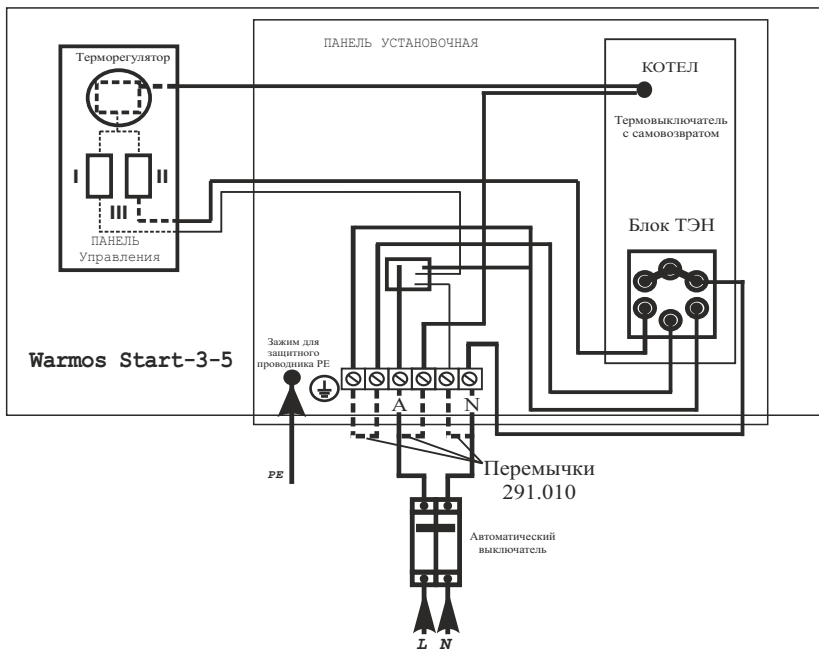 ПАНЕЛЬ УСТАНОВОЧНАЯ
Терморегулятор
КОТЕЛ
Термовыключатель
с самовозвратом
I
II
III
ПАНЕЛЬ
Управления
Блок ТЭН
Warmos Start-3-5
Зажим для
защитного
проводника PE
A
N
PE
Перемычки
291.010
Автоматический
выключатель
L
N